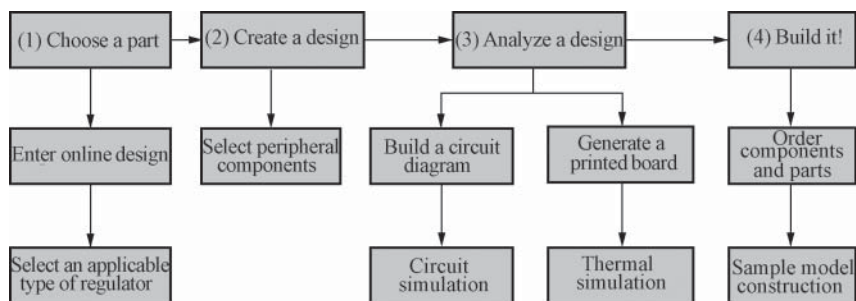 (1) Choose a part
(2) Create a design
(3) Analyze a design
(4) Build it!
Enter online design
Select peripheral
components
Build a circuit
diagram
Generate a
printed board
Order
components
and parts
Select an applicable
type of regulator
Circuit
simulation
Thermal
simulation
Sample model
construction